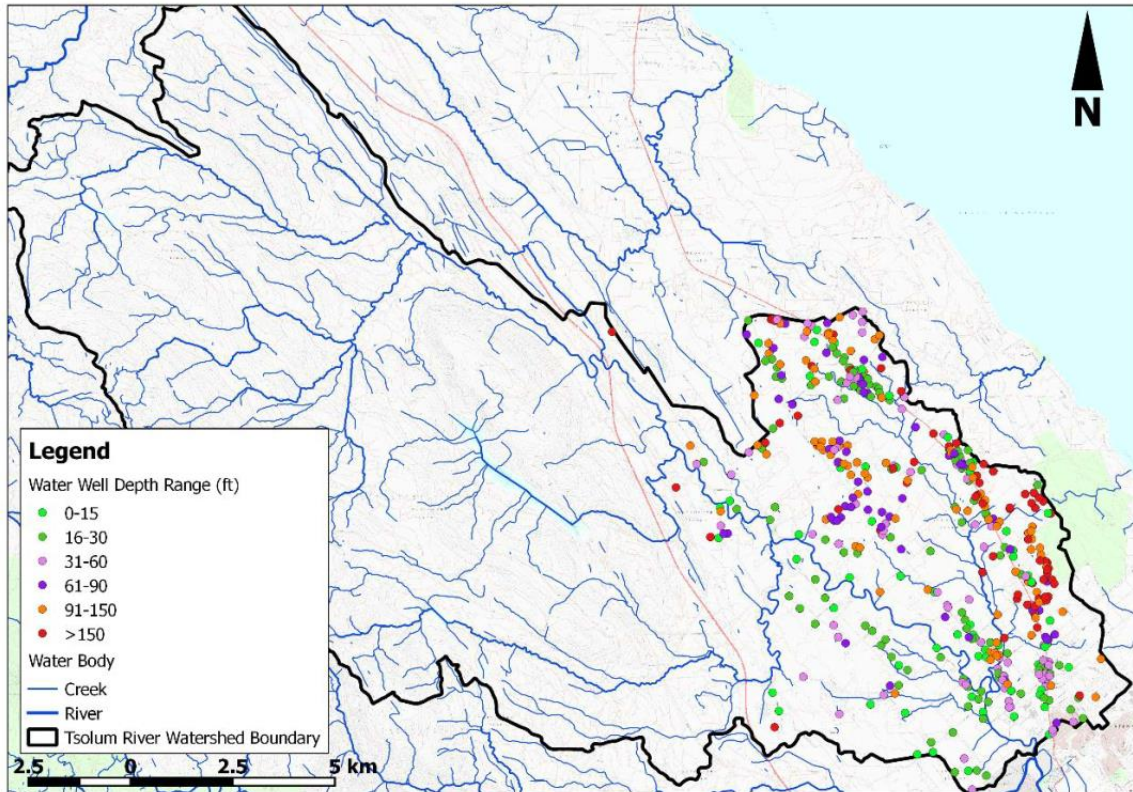 N
Legend
Water Well Depth Range (ft)
0-15
16-30
31-60
61-90
91-150
>150
Water Body
Creek
River
Tsolum River Watershed Boundary
2.5 0 2.5 5 km